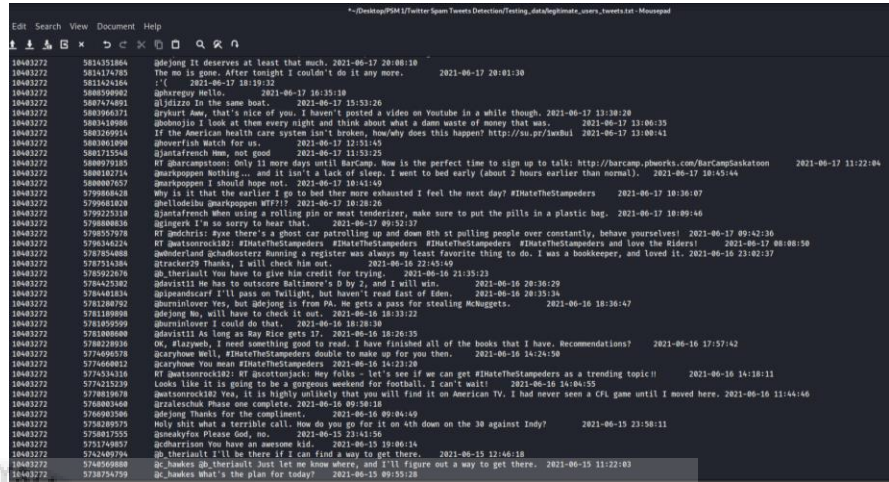 *~/Desktop/PSM 1/Twitter Spam Tweets Detection/Testing_data/legitimate_users_tweets.txt - Mousepad
Edit Search View Document Help
10403272 5814351864 @dejong It deserves at least that much. 2021-06-17 20:08:10
10403272 5814174785 The mo is gone. After tonight I couldn't do it any more. 2021-06-17 20:01:30
10403272 5811424164 :'( 2021-06-17 18:19:32
10403272 5808590902 @phxreguy Hello. 2021-06-17 16:35:10
10403272 5807474891 @ljdizzo In the same boat. 2021-06-17 15:53:26
10403272 5803966371 @rykurt Aww, that's nice of you. I haven't posted a video on Youtube in a while though. 2021-06-17 13:30:20
10403272 5803410986 @bobnojio I look at them every night and think about what a damn waste of money that was. 2021-06-17 13:06:35
10403272 5803269914 If the American health care system isn't broken, how/why does this happen? http://su.pr/1wxBui 2021-06-17 13:00:41
10403272 5803061090 @hoverfish Watch for us. 2021-06-17 12:51:45
10403272 5801715548 @jantafrench Hmm, not good 2021-06-17 11:53:25
10403272 5800979185 RT @barcampstoon: Only 11 more days until BarCamp. Now is the perfect time to sign up to talk: http://barcamp.pbworks.com/BarCampSaskatoon 2021-06-17 11:22:04
10403272 5800102714 @markpoppen Nothing... and it isn't a lack of sleep. I went to bed early (about 2 hours earlier than normal). 2021-06-17 10:45:44
10403272 5800007657 @markpoppen I should hope not. 2021-06-17 10:41:49
10403272 5799868428 Why is it that the earlier I go to bed ther more exhausted I feel the next day? #IHateTheStampeders 2021-06-17 10:36:07
10403272 5799681020 @hellodeibu @markpoppen WTF?!? 2021-06-17 10:28:26
10403272 5799225310 @jantafrench When using a rolling pin or meat tenderizer, make sure to put the pills in a plastic bag. 2021-06-17 10:09:46
10403272 5798800836 @gingerk I'm so sorry to hear that. 2021-06-17 09:52:37
10403272 5798557978 RT @mdchris: #yxe there's a ghost car patrolling up and down 8th st pulling people over constantly, behave yourselves! 2021-06-17 09:42:36
10403272 5796346224 RT @watsonrock102: #IHateTheStampeders #IHateTheStampeders #IHateTheStampeders #IHateTheStampeders and love the Riders! 2021-06-17 08:08:50
10403272 5787854088 @w0nderland @chadkosterz Running a register was always my least favorite thing to do. I was a bookkeeper, and loved it. 2021-06-16 23:02:37
10403272 5787514384 @tracker29 Thanks, I will check him out. 2021-06-16 22:45:49
10403272 5785922676 @b_theriault You have to give him credit for trying. 2021-06-16 21:35:23
10403272 5784425302 @davist11 He has to outscore Baltimore's D by 2, and I will win. 2021-06-16 20:36:29
10403272 5784401834 @pipeandscarf I'll pass on Twilight, but haven't read East of Eden. 2021-06-16 20:35:34
10403272 5781280792 @burninlover Yes, but @dejong is from PA. He gets a pass for stealing McNuggets. 2021-06-16 18:36:47
10403272 5781189898 @dejong No, will have to check it out. 2021-06-16 18:33:22
10403272 5781059599 @burninlover I could do that. 2021-06-16 18:28:30
10403272 5781008600 @davist11 As long as Ray Rice gets 17. 2021-06-16 18:26:35
10403272 5780228936 OK, #lazyweb, I need something good to read. I have finished all of the books that I have. Recommendations? 2021-06-16 17:57:42
10403272 5774696578 @caryhowe Well, #IHateTheStampeders double to make up for you then. 2021-06-16 14:24:50
10403272 5774660012 @caryhowe You mean #IHateTheStampeders 2021-06-16 14:23:20
10403272 5774534316 RT @watsonrock102: RT @scottonjack: Hey folks - let's see if we can get #IHateTheStampeders as a trending topic!! 2021-06-16 14:18:11
10403272 5774215239 Looks like it is going to be a gorgeous weekend for football. I can't wait! 2021-06-16 14:04:55
10403272 5770819678 @watsonrock102 Yea, it is highly unlikely that you will find it on American TV. I had never seen a CFL game until I moved here. 2021-06-16 11:44:46
10403272 5768003460 @rzaleschuk Phase one complete. 2021-06-16 09:50:18
10403272 5766903506 @dejong Thanks for the compliment. 2021-06-16 09:04:49
10403272 5758289575 Holy shit what a terrible call. How do you go for it on 4th down on the 30 against Indy? 2021-06-15 23:58:11
10403272 5758017555 @sneakyfox Please God, no. 2021-06-15 23:41:56
10403272 5751749857 @cdharrison You have an awesome kid. 2021-06-15 19:06:14
10403272 5742409794 @b_theriault I'll be there if I can find a way to get there. 2021-06-15 12:46:18
10403272 5740569880 @c_hawkes @b_theriault Just let me know where, and I'll figure out a way to get there. 2021-06-15 11:22:03
10403272 5738754759 @c_hawkes What's the plan for today? 2021-06-15 09:55:28